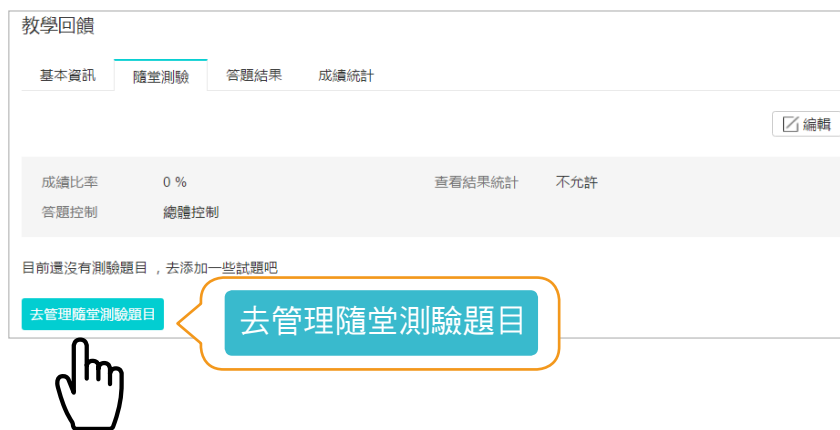 教學回饋
基本資訊 隨堂測驗 答題結果 成績統計
編輯
成績比率 0 % 查看結果統計 不允許
答題控制 總體控制
目前還沒有測驗題目，去添加一些試題吧
去管理隨堂測驗題目
去管理隨堂測驗題目